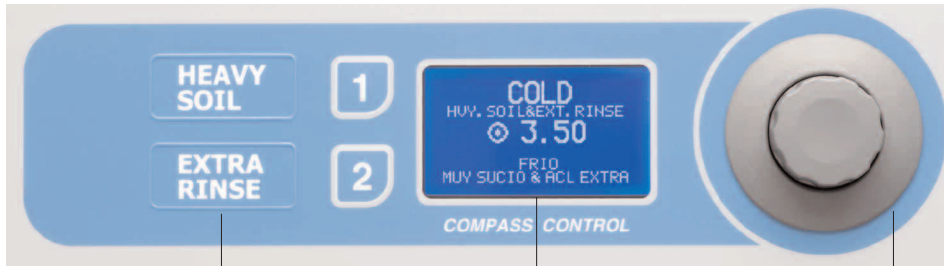 HEAVY
SOIL
1
COLD
HVY. SOIL&EXT. RINSE
3.50
FRIO
MUY SUCIO & ACL EXTRA
EXTRA
RINSE
2
COMPASS CONTROL